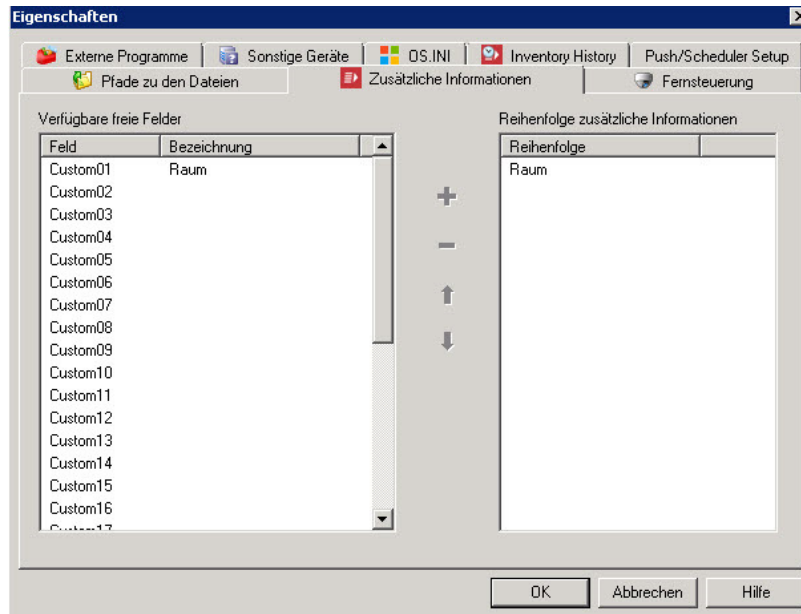 Eigenschaften
Externe Programme
Sonstige Geräte
OS.INI
Inventory History
Push/Scheduler Setup
Pfade zu den Dateien
Zusätzliche Informationen
Fernsteuerung
Verfügbare freie Felder
Reihenfolge zusätzliche Informationen
Feld Bezeichnung
Reihenfolge
Custom01 Raum
Raum
Custom02
Custom03
Custom04
Custom05
Custom06
Custom07
Custom08
Custom09
Custom10
Custom11
Custom12
Custom13
Custom14
Custom15
Custom16
Custom17
OK
Abbrechen
Hilfe